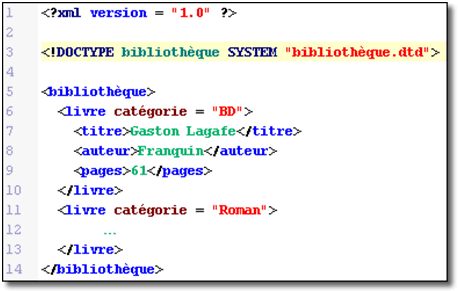 1 <?xml version = "1.0" ?>
2
3 <!DOCTYPE bibliothèque SYSTEM "bibliothèque.dtd">
4
5 <bibliothèque>
6 <livre catégorie = "BD">
7 <titre>Gaston Lagafe</titre>
8 <auteur>Franquin</auteur>
9 <pages>61</pages>
10 </livre>
11 <livre catégorie = "Roman">
12 ...
13 </livre>
14 </bibliothèque>